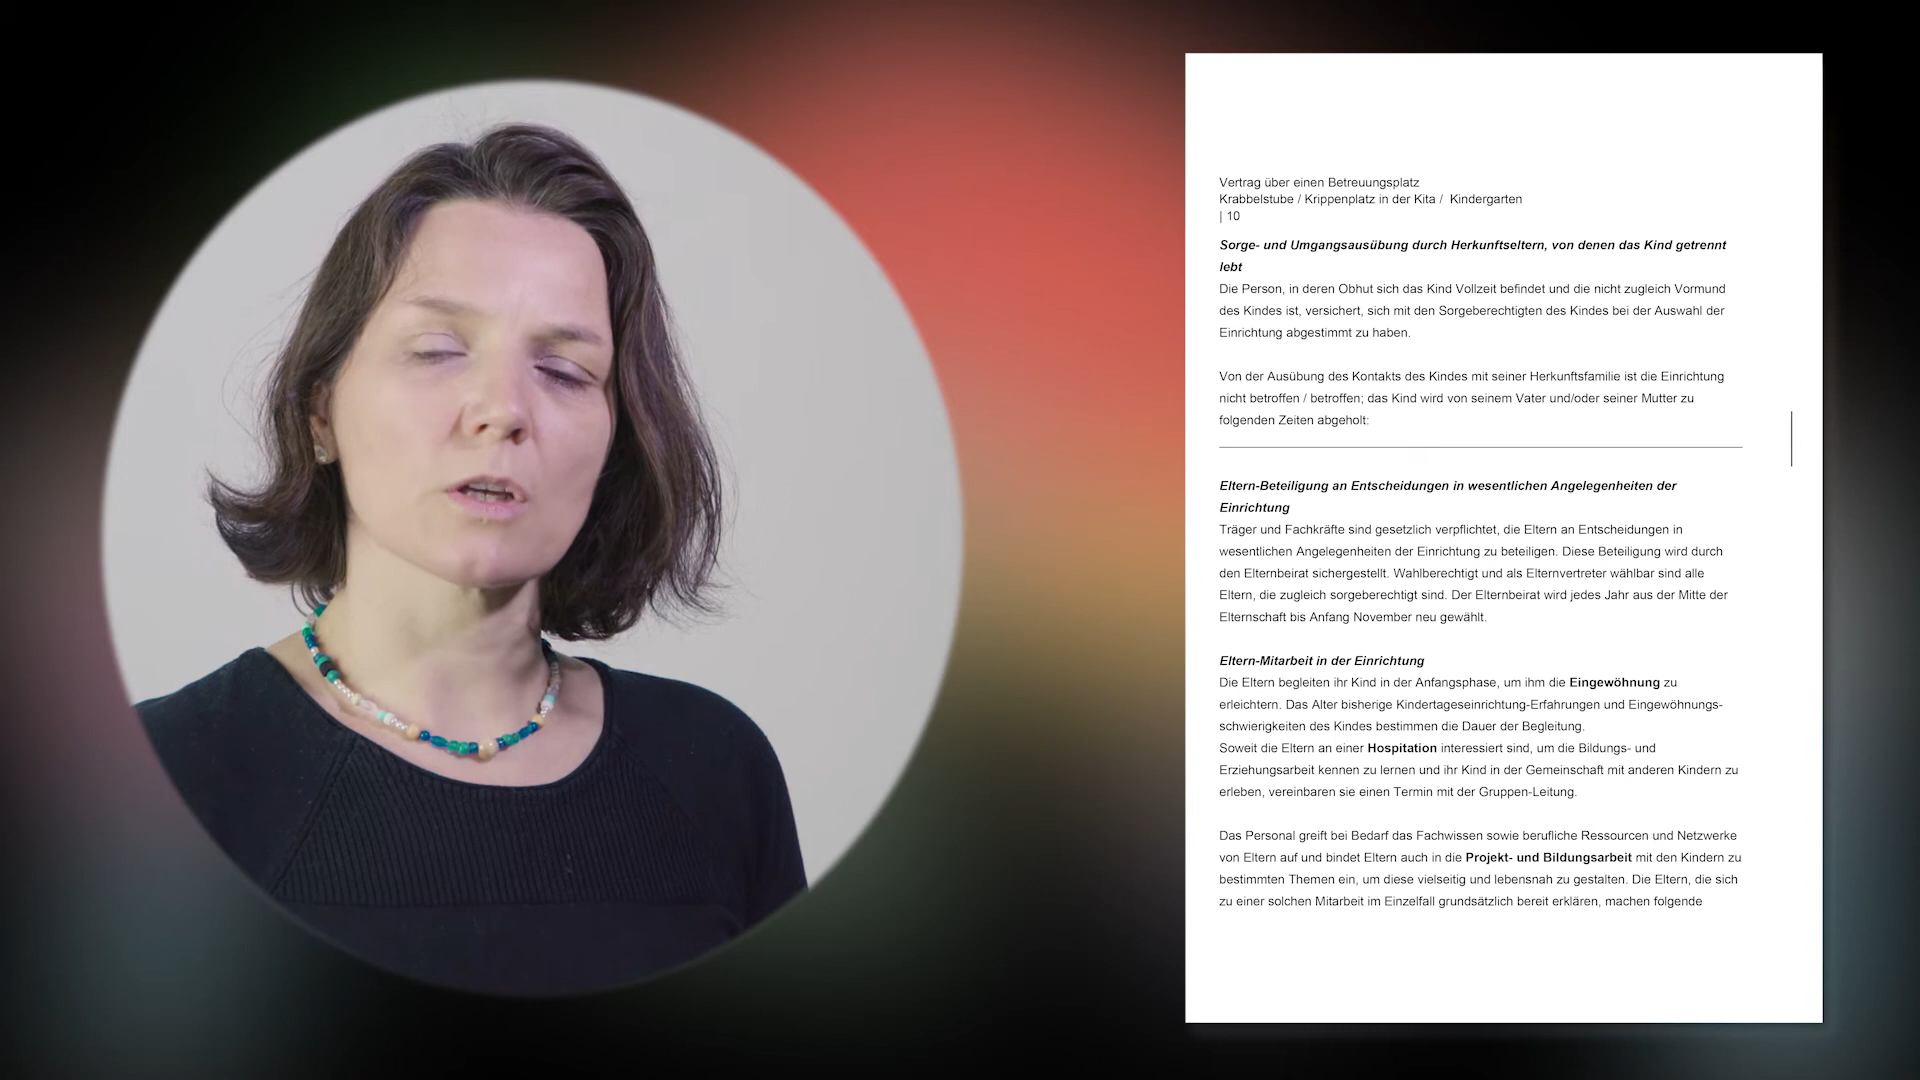 Vertrag über einen Betreuungsplatz
Krabbelstube / Krippenplatz in der Kita / Kindergarten
| 10
Sorge- und Umgangsausübung durch Herkunftseltern, von denen das Kind getrennt
lebt
Die Person, in deren Obhut sich das Kind Vollzeit befindet und die nicht zugleich Vormund
des Kindes ist, versichert, sich mit den Sorgeberechtigten des Kindes bei der Auswahl der
Einrichtung abgestimmt zu haben.
Von der Ausübung des Kontakts des Kindes mit seiner Herkunftsfamilie ist die Einrichtung
nicht betroffen / betroffen; das Kind wird von seinem Vater und/oder seiner Mutter zu
folgenden Zeiten abgeholt:
Eltern-Beteiligung an Entscheidungen in wesentlichen Angelegenheiten der
Einrichtung
Träger und Fachkräfte sind gesetzlich verpflichtet, die Eltern an Entscheidungen in
wesentlichen Angelegenheiten der Einrichtung zu beteiligen. Diese Beteiligung wird durch
den Elternbeirat sichergestellt. Wahlberechtigt und als Elternvertreter wählbar sind alle
Eltern, die zugleich sorgeberechtigt sind. Der Elternbeirat wird jedes Jahr aus der Mitte der
Elternschaft bis Anfang November neu gewählt.
Eltern-Mitarbeit in der Einrichtung
Die Eltern begleiten ihr Kind in der Anfangsphase, um ihm die Eingewöhnung zu
erleichtern. Das Alter bisherige Kindertageseinrichtung-Erfahrungen und Eingewöhnungs-
schwierigkeiten des Kindes bestimmen die Dauer der Begleitung.
Soweit die Eltern an einer Hospitation interessiert sind, um die Bildungs- und
Erziehungsarbeit kennen zu lernen und ihr Kind in der Gemeinschaft mit anderen Kindern zu
erleben, vereinbaren sie einen Termin mit der Gruppen-Leitung.
Das Personal greift bei Bedarf das Fachwissen sowie berufliche Ressourcen und Netzwerke
von Eltern auf und bindet Eltern auch in die Projekt- und Bildungsarbeit mit den Kindern zu
bestimmten Themen ein, um diese vielseitig und lebensnah zu gestalten. Die Eltern, die sich
zu einer solchen Mitarbeit im Einzelfall grundsätzlich bereit erklären, machen folgende